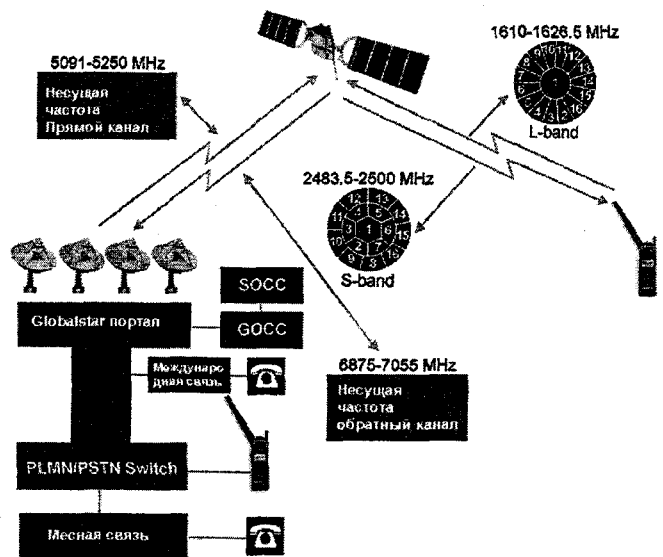 5091-5250 MHz
Несущая
частота
Прямой канал
1610-1626.5 MHz
L-band
2483.5-2500 MHz
S-band
Globalstar портал
SOCC
GOCC
Междунаро
дная связь
6875-7055 MHz
Несущая
частота
обратный канал
PLMN/PSTN Switch
Месная связь